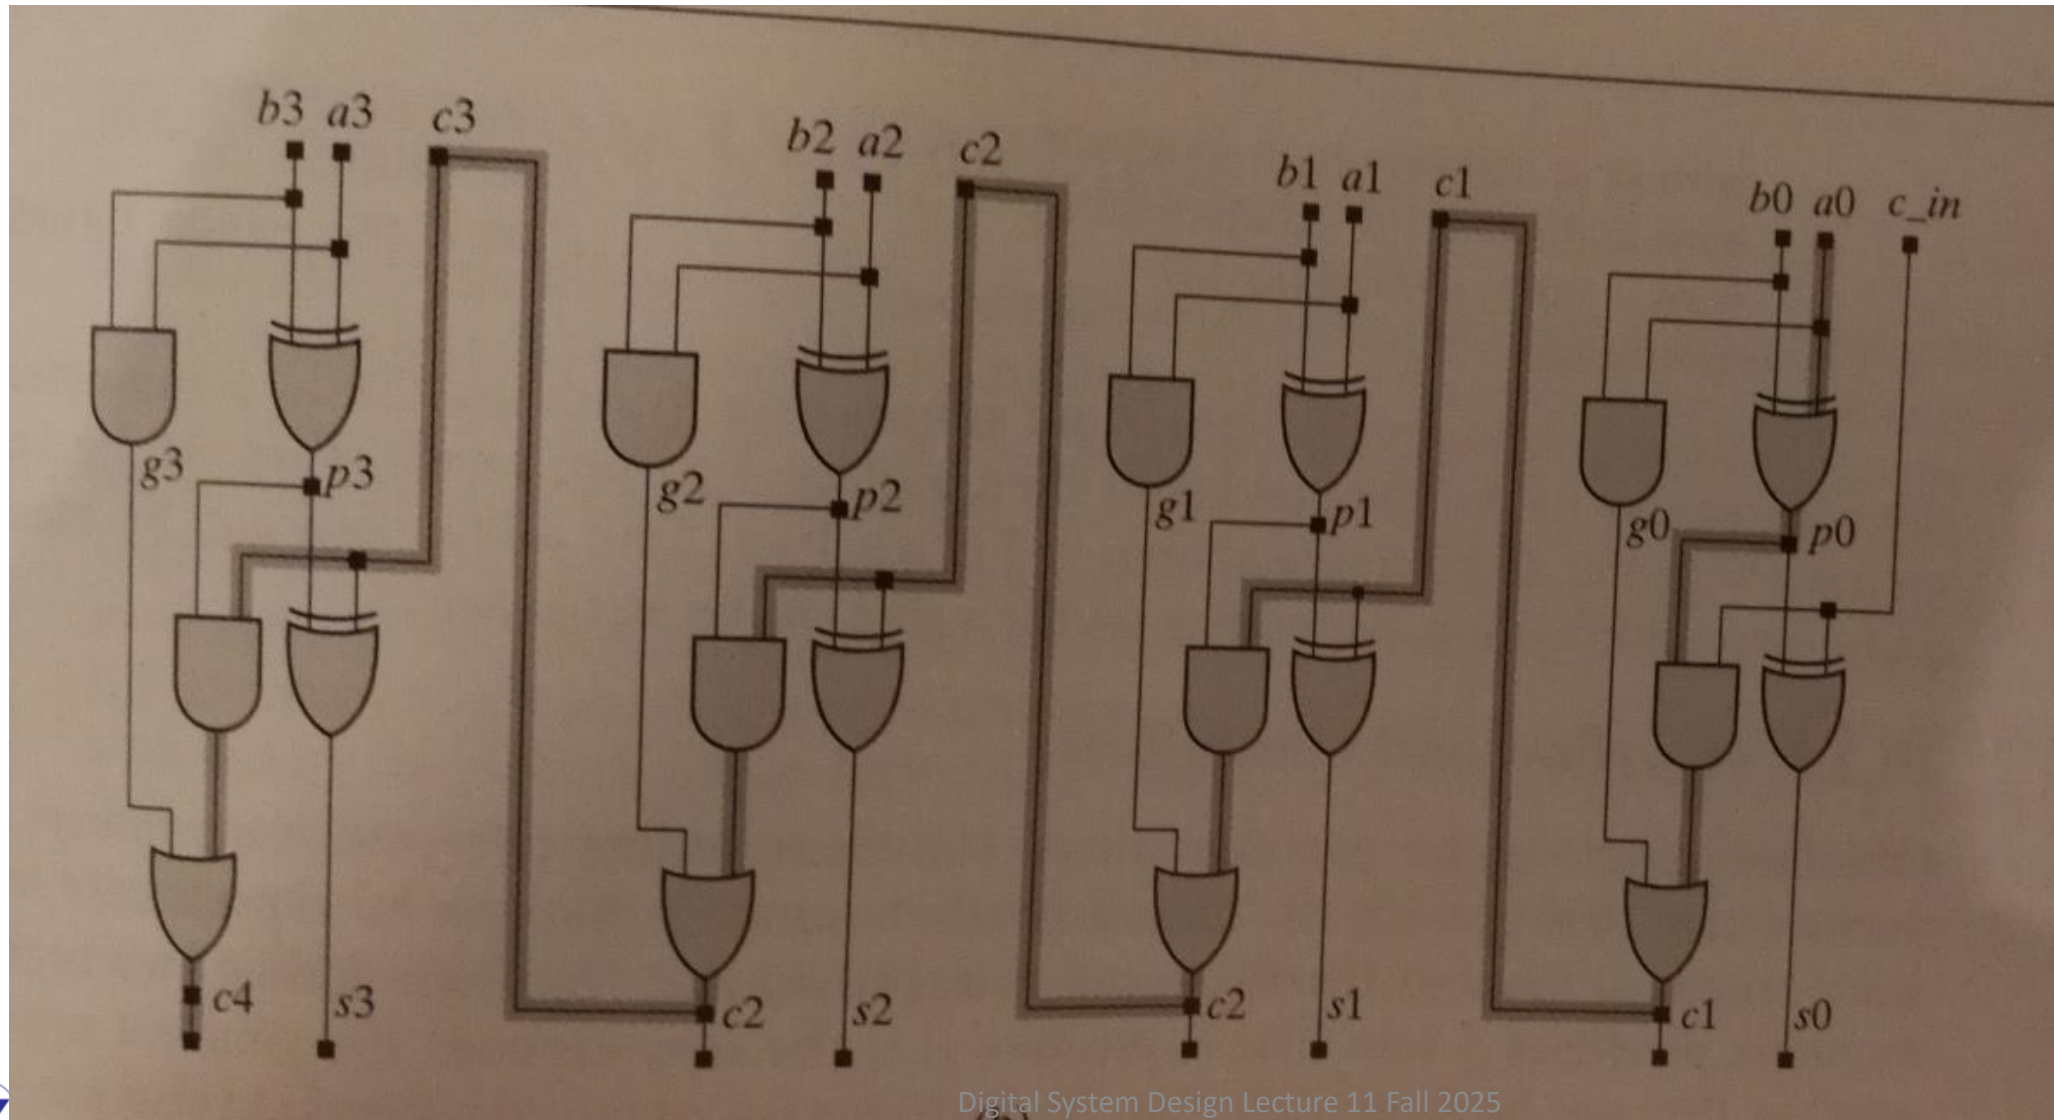 b3 a3 c3
b2 a2 c2
b1 a1 c1
b0 a0 c_in
g3 p3
g2 p2
g1 p1
g0 p0
c4 s3
c2 s2
c2 s1
c1 s0
Digital System Design Lecture 11 Fall 2025